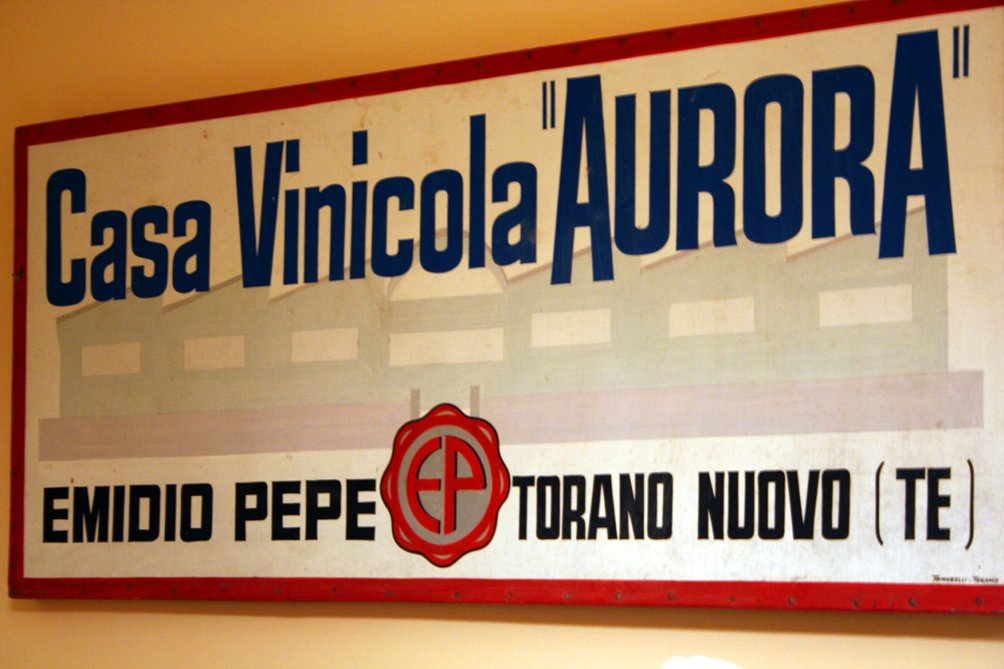 Casa Vinicola "AURORA"
EMIDIO PEPE EP TORANO NUOVO (TE)